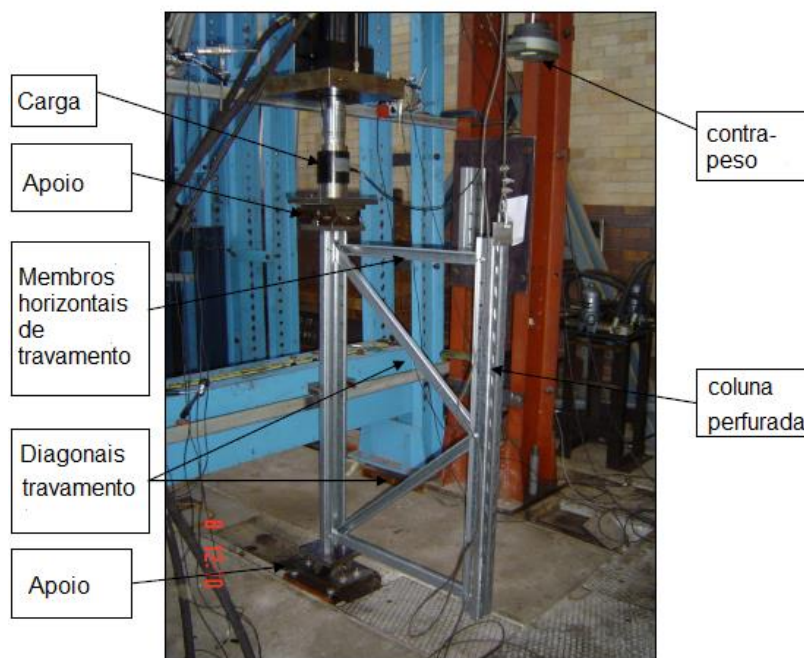 Carga
Apoio
Membros
horizontais
de
travamento
Diagonais
travamento
Apoio
contra-
peso
coluna
perfurada